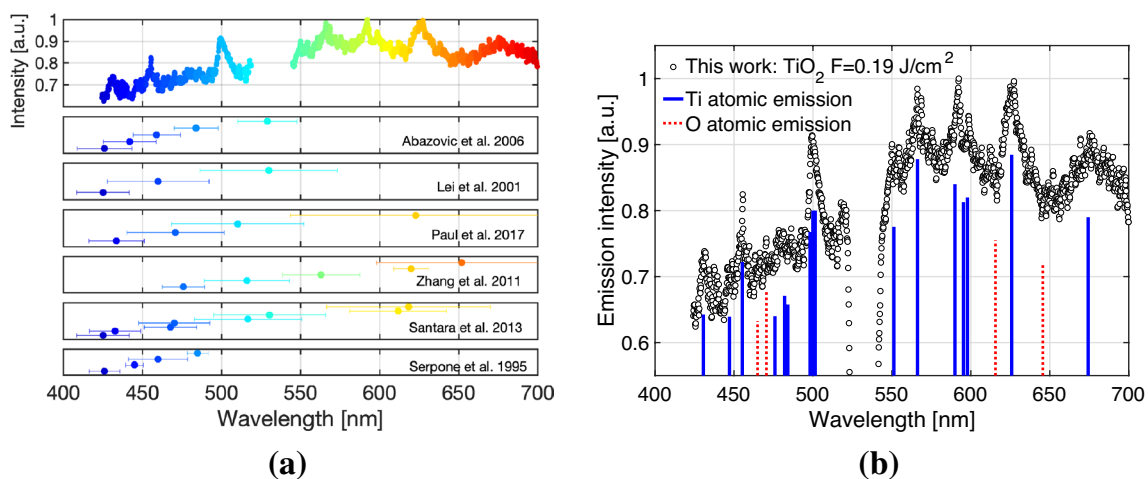 Intensity [a.u.]
1
0.9
0.8
0.7
Abazovic et al. 2006
Lei et al. 2001
Paul et al. 2017
Zhang et al. 2011
Santara et al. 2013
Serpone et al. 1995
400 450 500 550 600 650 700
Wavelength [nm]
(a)
Emission intensity [a.u.]
1
0.9
0.8
0.7
0.6
This work: TiO2 F=0.19 J/cm2
Ti atomic emission
O atomic emission
400 450 500 550 600 650 700
Wavelength [nm]
(b)